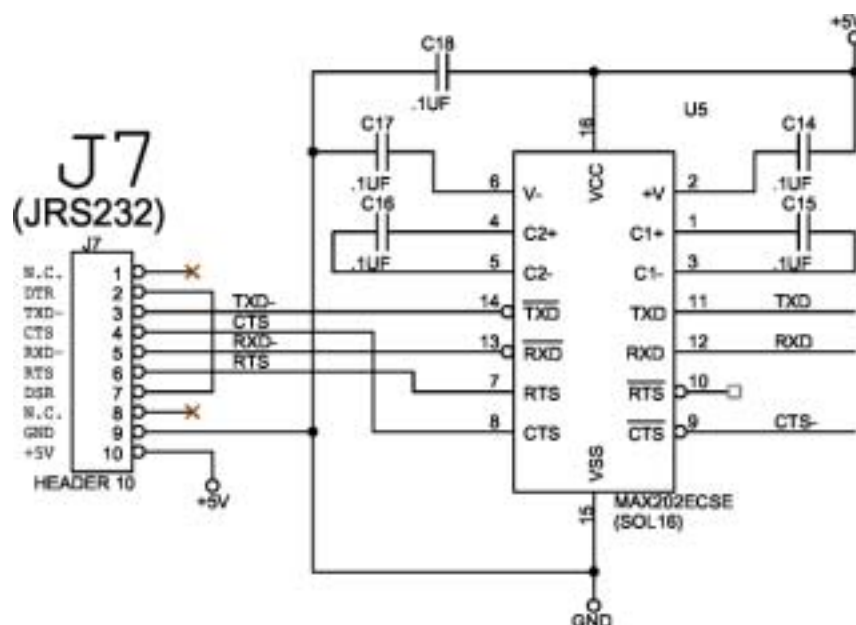 C18
.1UF
+5V
U5
C17
.1UF
C16
.1UF
C14
.1UF
C15
.1UF
J7
(JRS232)
J7
N.C. 1
DTR 2
TXD- 3
CTS 4
RXD- 5
RTS 6
DSR 7
N.C. 8
GND 9
+5V 10
HEADER 10
+5V
TXD-
CTS
RXD-
RTS
16
VCC
6 V-
4 C2+
5 C2-
14 TXD
13 RXD
7 RTS
8 CTS
+V 2
C1+ 1
C1- 3
TXD 11 TXD
RXD 12 RXD
RTS 10
CTS 9 CTS-
VSS
15
MAX202ECSE
(SOL16)
GND